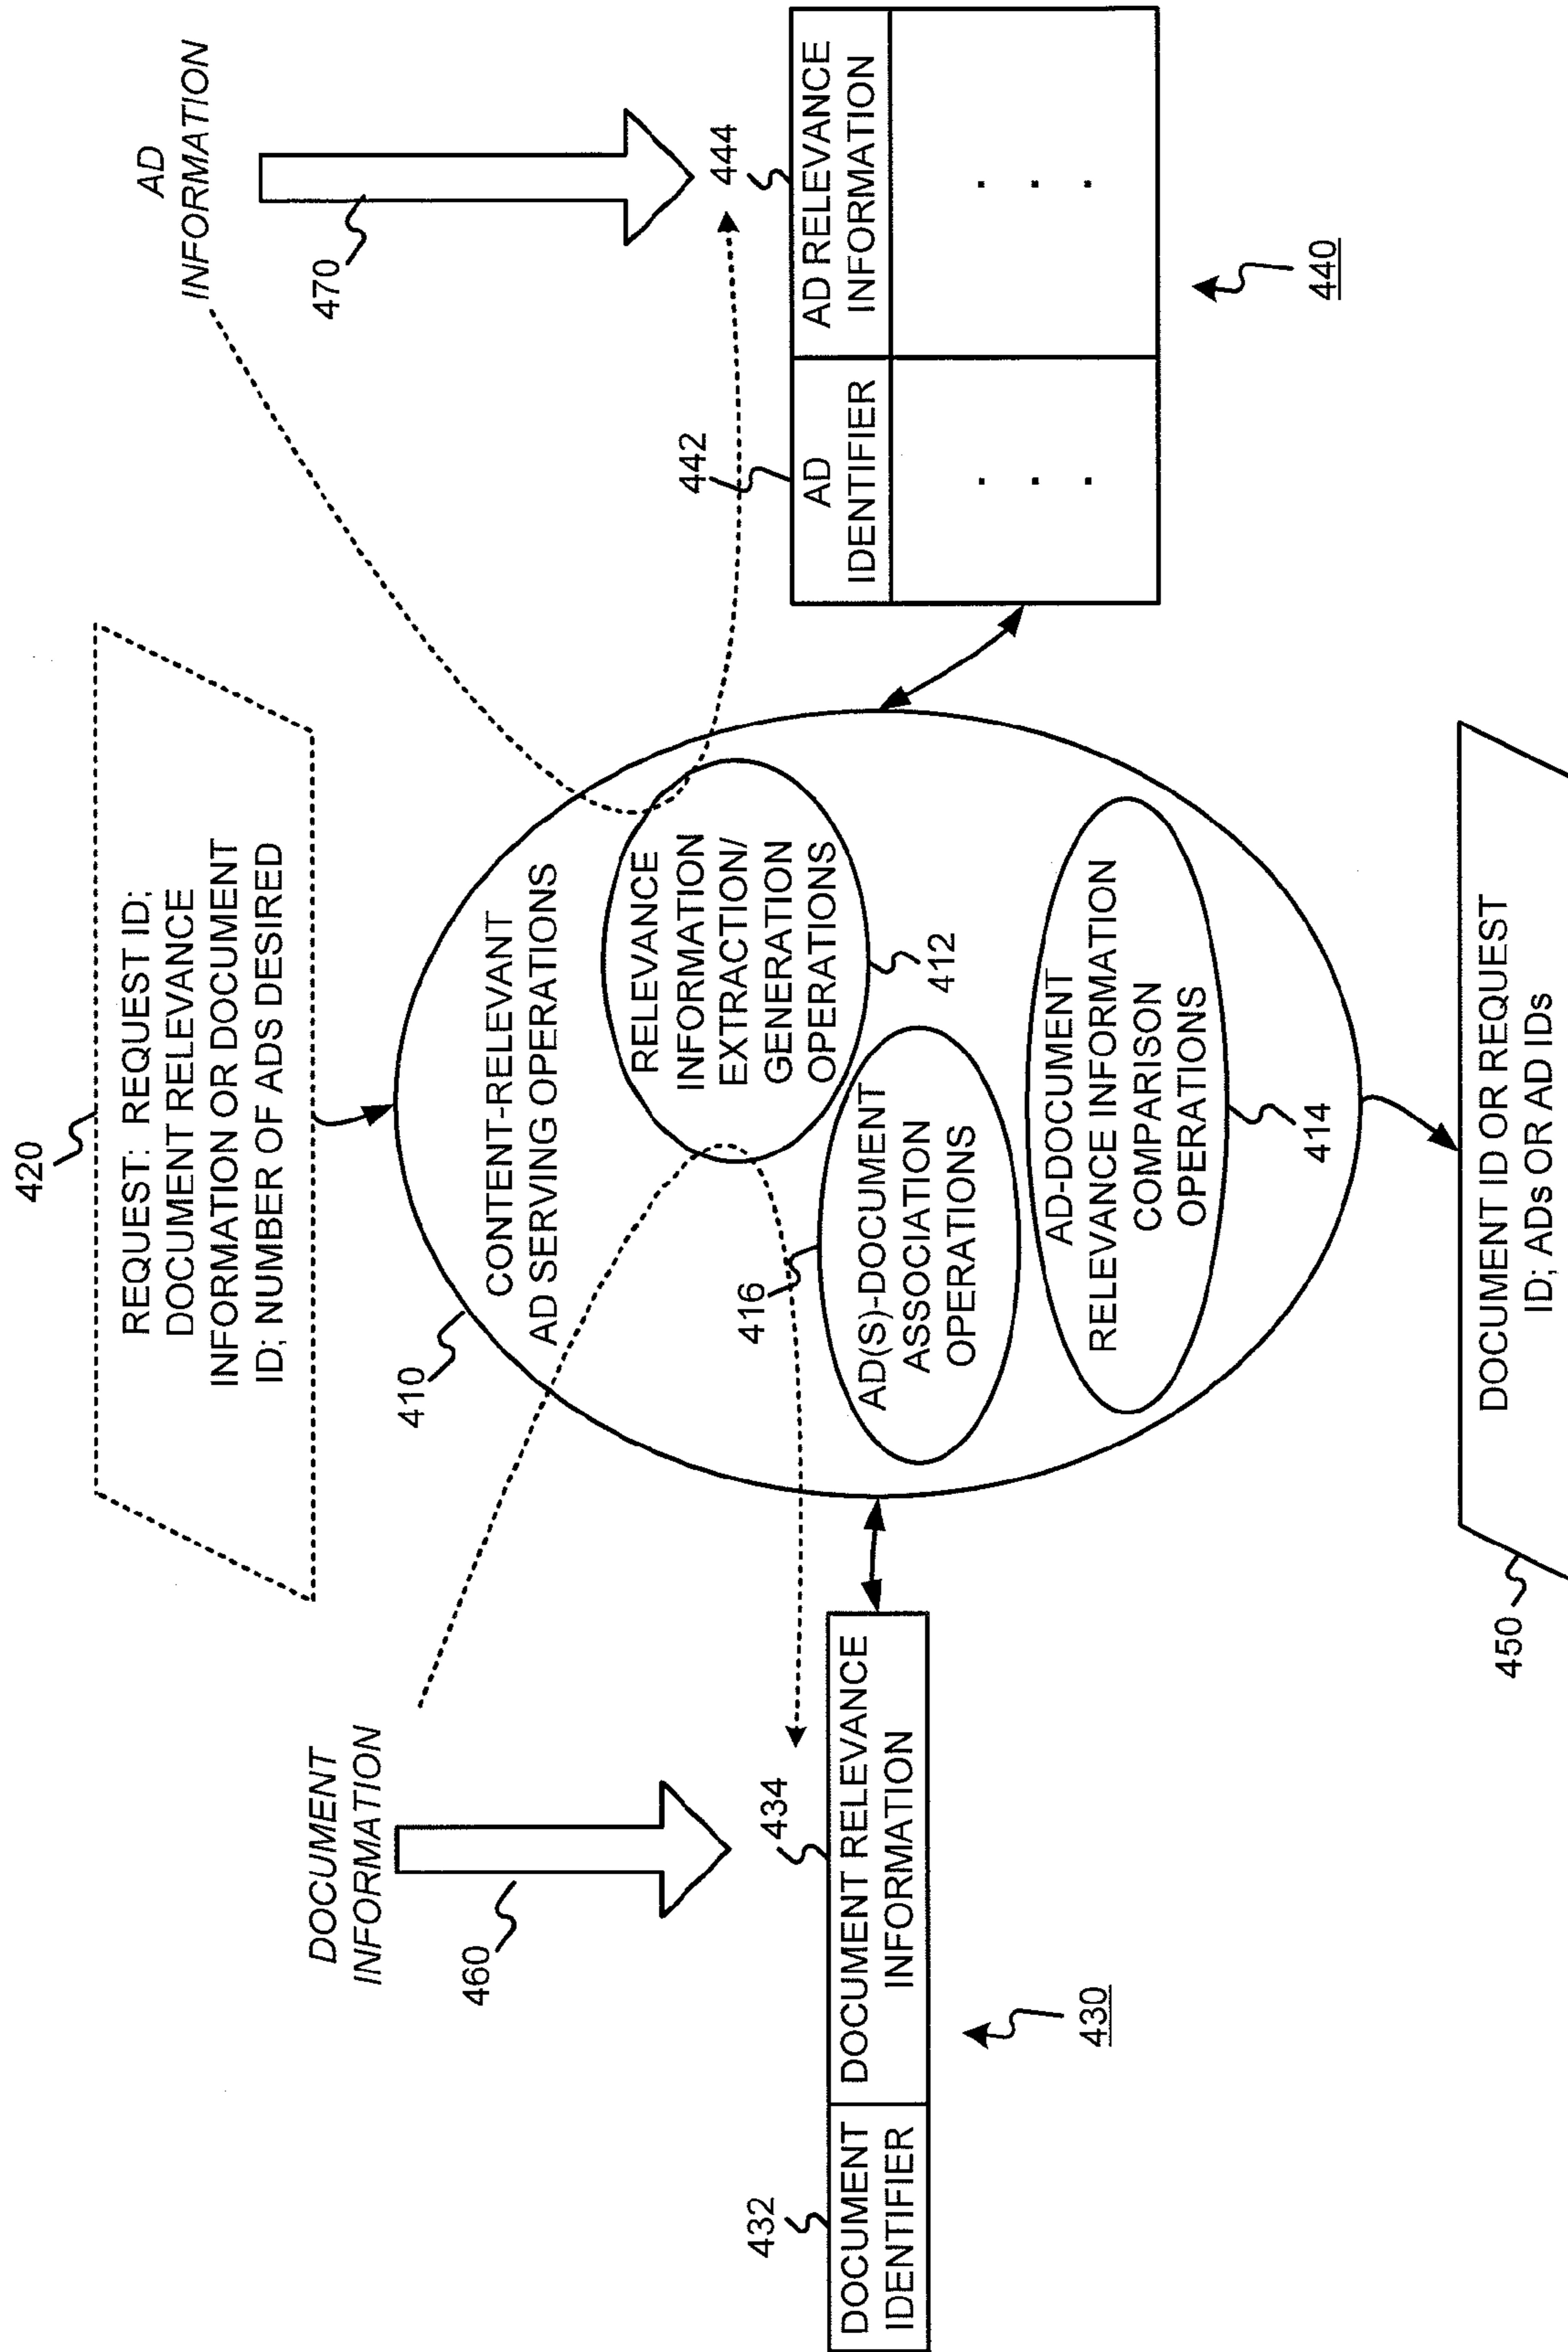 420
REQUEST: REQUEST ID;
DOCUMENT RELEVANCE
INFORMATION OR DOCUMENT
ID; NUMBER OF ADS DESIRED
DOCUMENT
INFORMATION
460
AD
INFORMATION
470
410
CONTENT-RELEVANT
AD SERVING OPERATIONS
RELEVANCE
INFORMATION
EXTRACTION/
GENERATION
OPERATIONS
412
416
AD(S)-DOCUMENT
ASSOCIATION
OPERATIONS
AD-DOCUMENT
RELEVANCE INFORMATION
COMPARISON
OPERATIONS
414
432
434
DOCUMENT
IDENTIFIER
DOCUMENT RELEVANCE
INFORMATION
430
442
444
AD
IDENTIFIER
AD RELEVANCE
INFORMATION
. . .
. . .
440
450
DOCUMENT ID OR REQUEST
ID; ADs OR AD IDs